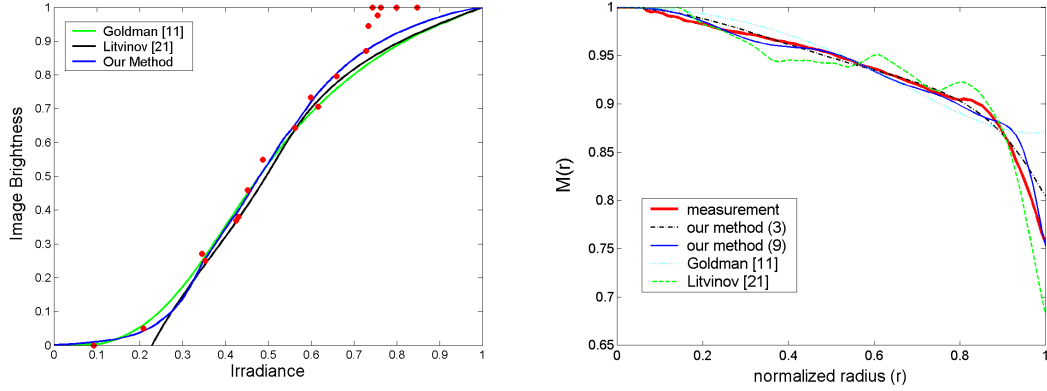 1
0.9
0.8
0.7
0.6
0.5
0.4
0.3
0.2
0.1
0
Image Brightness
Goldman [11]
Litvinov [21]
Our Method
0 0.1 0.2 0.3 0.4 0.5 0.6 0.7 0.8 0.9 1
Irradiance
1
0.95
0.9
0.85
0.8
0.75
0.7
0.65
M(r)
measurement
our method (3)
our method (9)
Goldman [11]
Litvinov [21]
0 0.2 0.4 0.6 0.8 1
normalized radius (r)